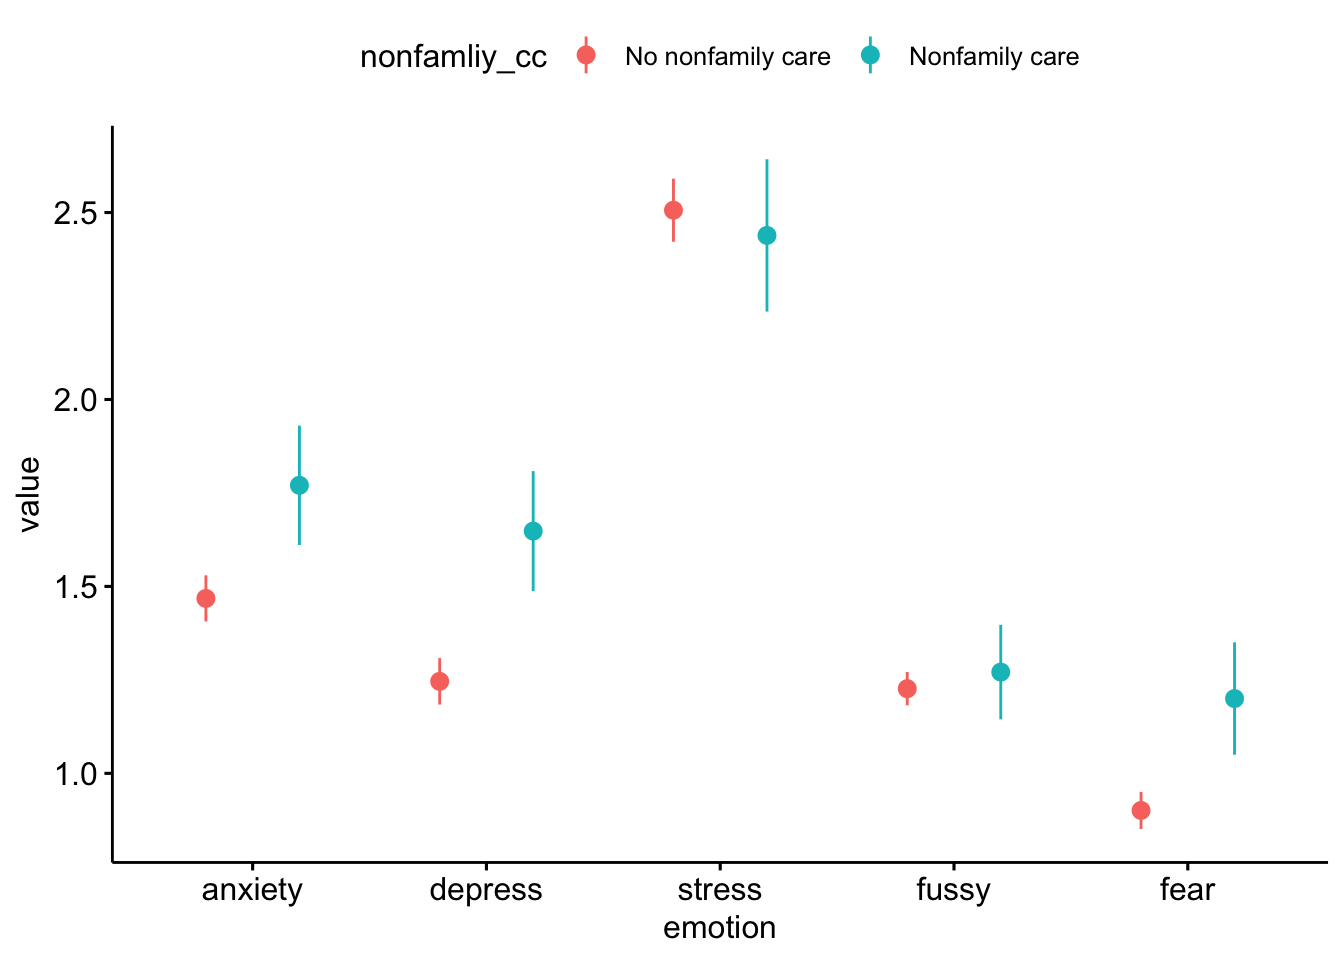 nonfamliy_cc No nonfamily care Nonfamily care
2.5
2.0
1.5
1.0
value
anxiety depress stress fussy fear
emotion